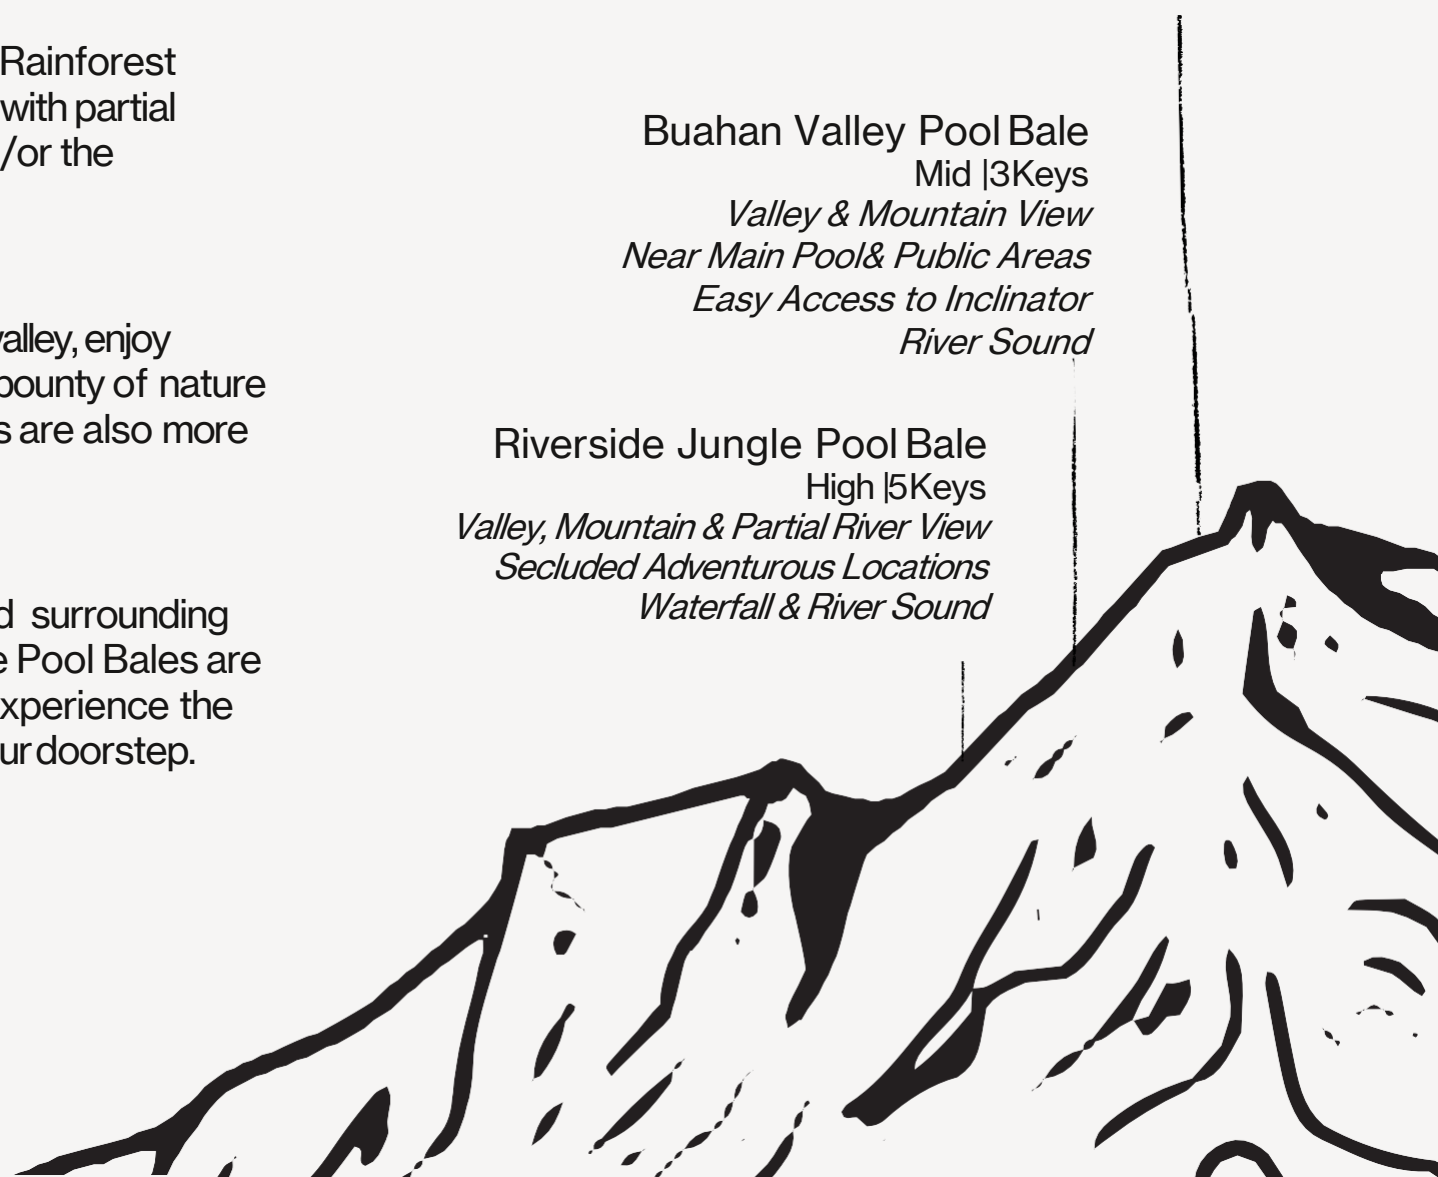 Rainforest
with partial
/or the
valley, enjoy
bounty of nature
s are also more
d surrounding
e Pool Bales are
xperience the
ur doorstep.
Buahan Valley Pool Bale
Mid |3Keys
Valley & Mountain View
Near Main Pool& Public Areas
Easy Access to Inclinator
River Sound
Riverside Jungle Pool Bale
High |5Keys
Valley, Mountain & Partial River View
Secluded Adventurous Locations
Waterfall & River Sound